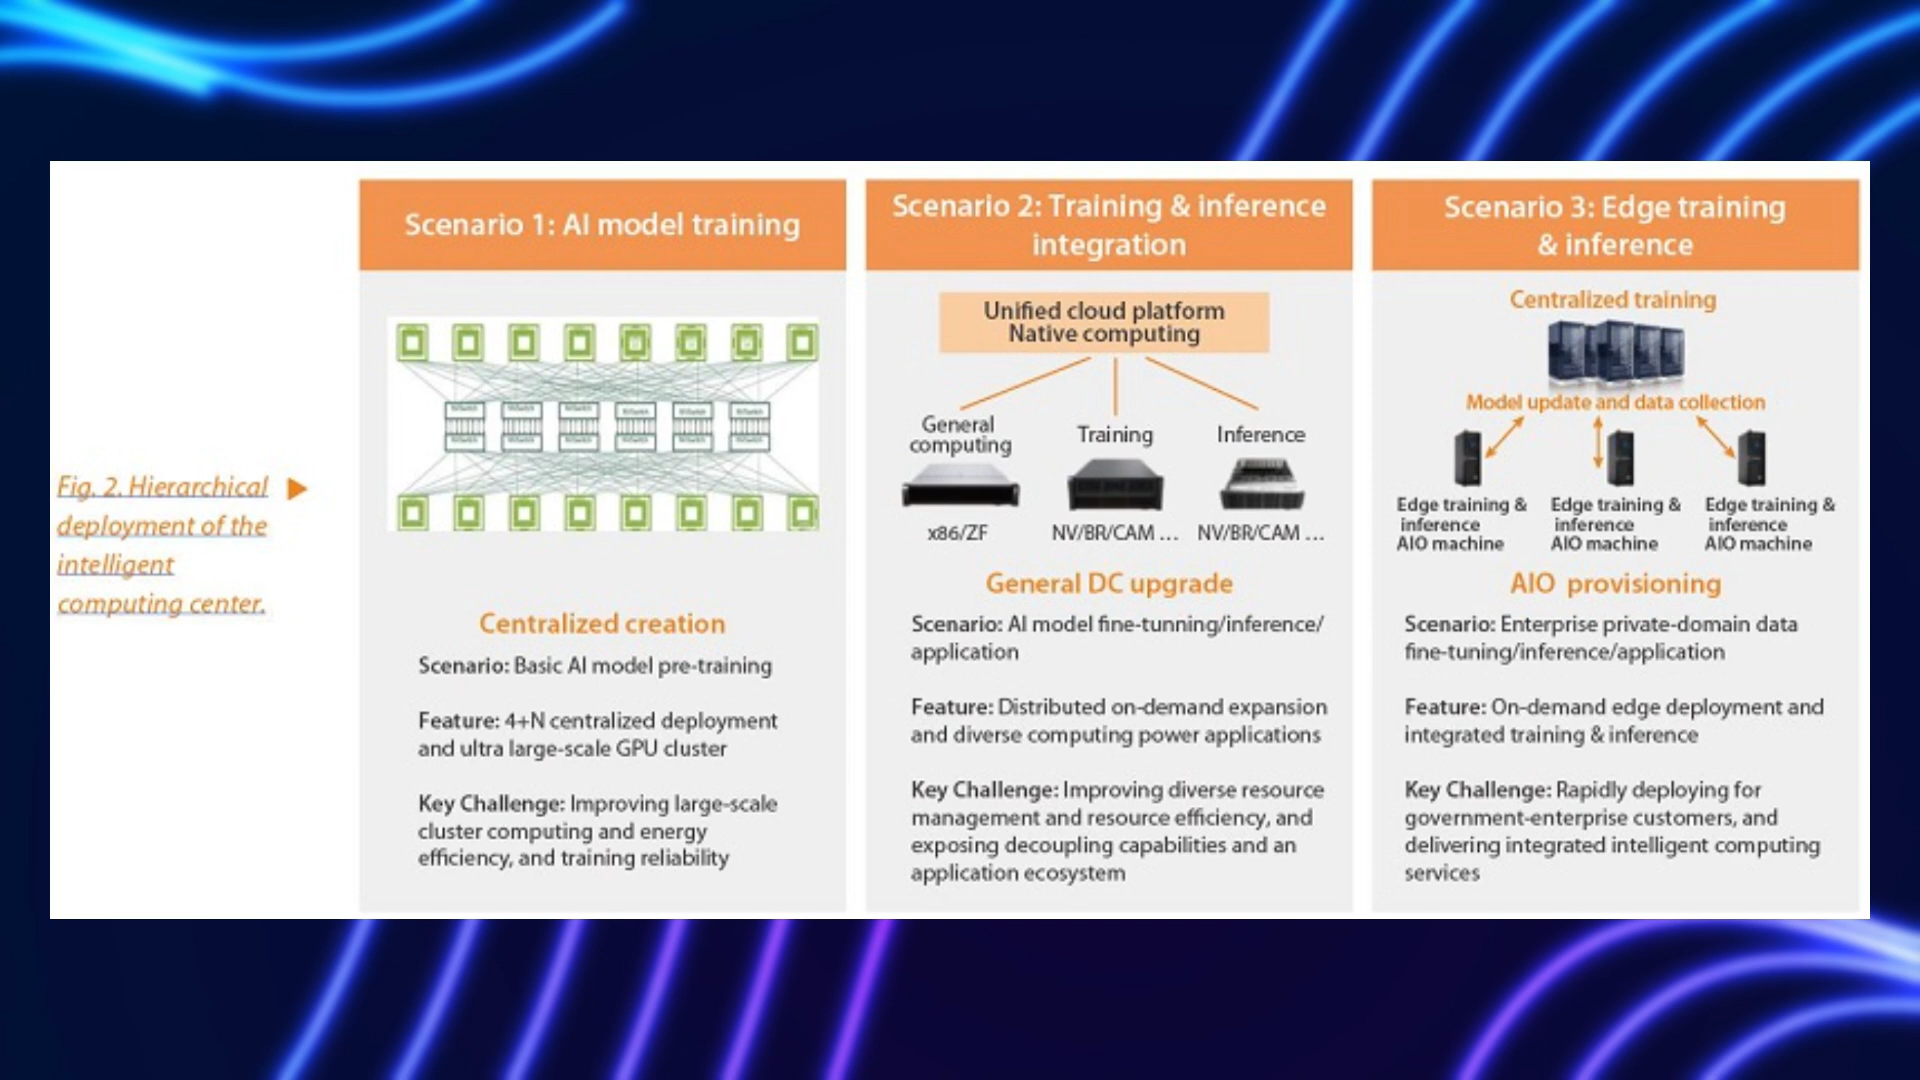 Fig. 2. Hierarchical
deployment of the
intelligent
computing center.
Scenario 1: AI model training
Centralized creation
Scenario: Basic AI model pre-training
Feature: 4+N centralized deployment
and ultra large-scale GPU cluster
Key Challenge: Improving large-scale
cluster computing and energy
efficiency, and training reliability
Scenario 2: Training & inference
integration
Unified cloud platform
Native computing
General
computing
Training
Inference
x86/ZF
NV/BR/CAM ...
NV/BR/CAM ...
General DC upgrade
Scenario: AI model fine-tunning/inference/
application
Feature: Distributed on-demand expansion
and diverse computing power applications
Key Challenge: Improving diverse resource
management and resource efficiency, and
exposing decoupling capabilities and an
application ecosystem
Scenario 3: Edge training
& inference
Centralized training
Model update and data collection
Edge training &
inference
AIO machine
Edge training &
inference
AIO machine
Edge training &
inference
AIO machine
AIO provisioning
Scenario: Enterprise private-domain data
fine-tuning/inference/application
Feature: On-demand edge deployment and
integrated training & inference
Key Challenge: Rapidly deploying for
government-enterprise customers, and
delivering integrated intelligent computing
services